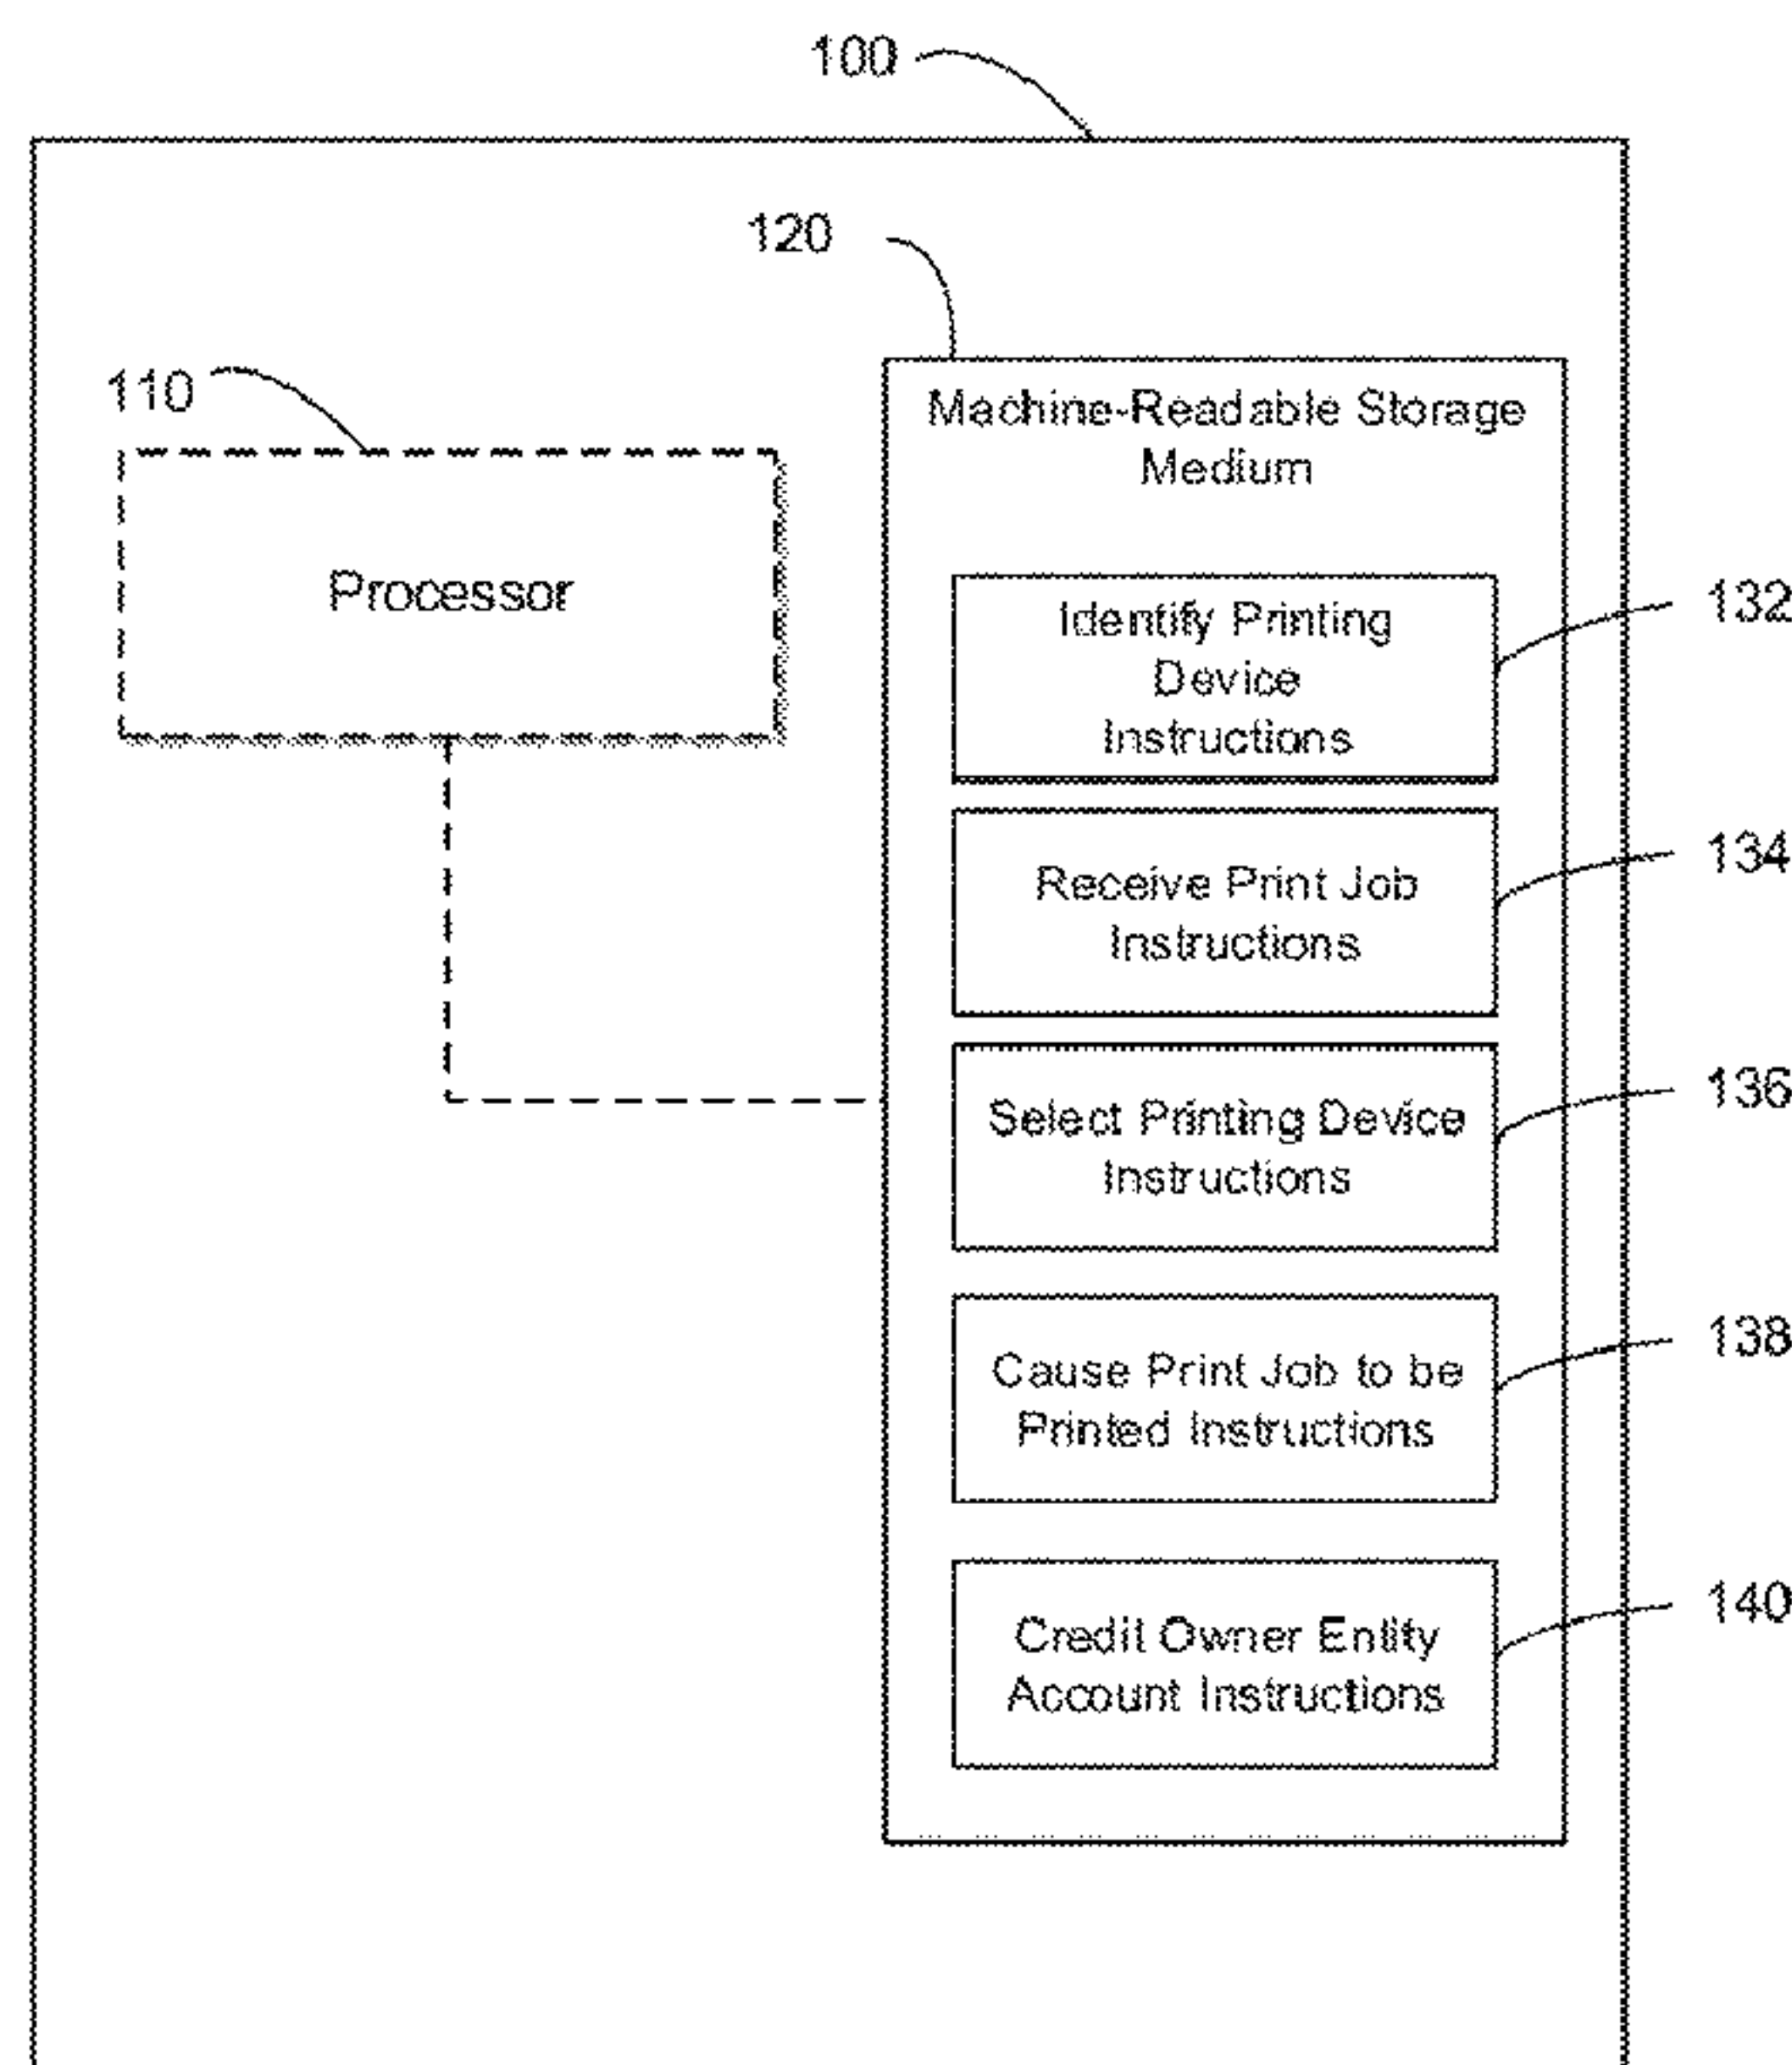 100
120
110
Machine-Readable Storage
Medium
Processor
Identify Printing
Device
Instructions
132
Receive Print Job
Instructions
134
Select Printing Device
Instructions
136
Cause Print Job to be
Printed Instructions
138
Credit Owner Entity
Account Instructions
140